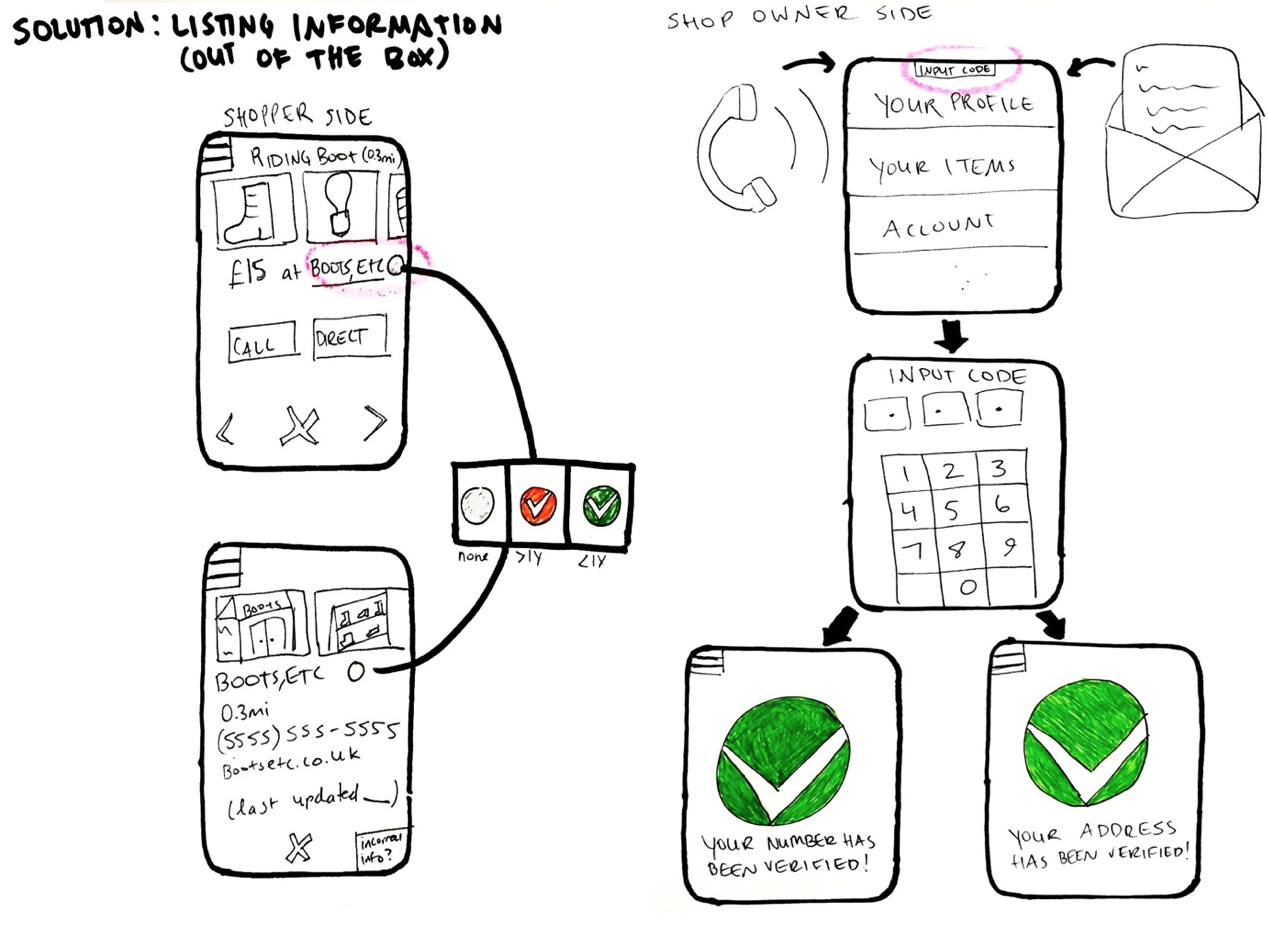 SOLUTION: LISTING INFORMATION
(OUT OF THE BOX)
SHOPPER SIDE
RIDING BOOT (0.3mi)
£15 at BOOTS, ETC
CALL
DIRECT
none
>1Y
<1Y
BOOTS
BOOTS, ETC
0.3mi
(5555) 555-5555
Bootsetc.co.uk
(last updated __)
incorrect
info?
SHOP OWNER SIDE
INPUT CODE
YOUR PROFILE
YOUR ITEMS
ACCOUNT
INPUT CODE
1 2 3
4 5 6
7 8 9
0
YOUR NUMBER HAS
BEEN VERIFIED!
YOUR ADDRESS
HAS BEEN VERIFIED!